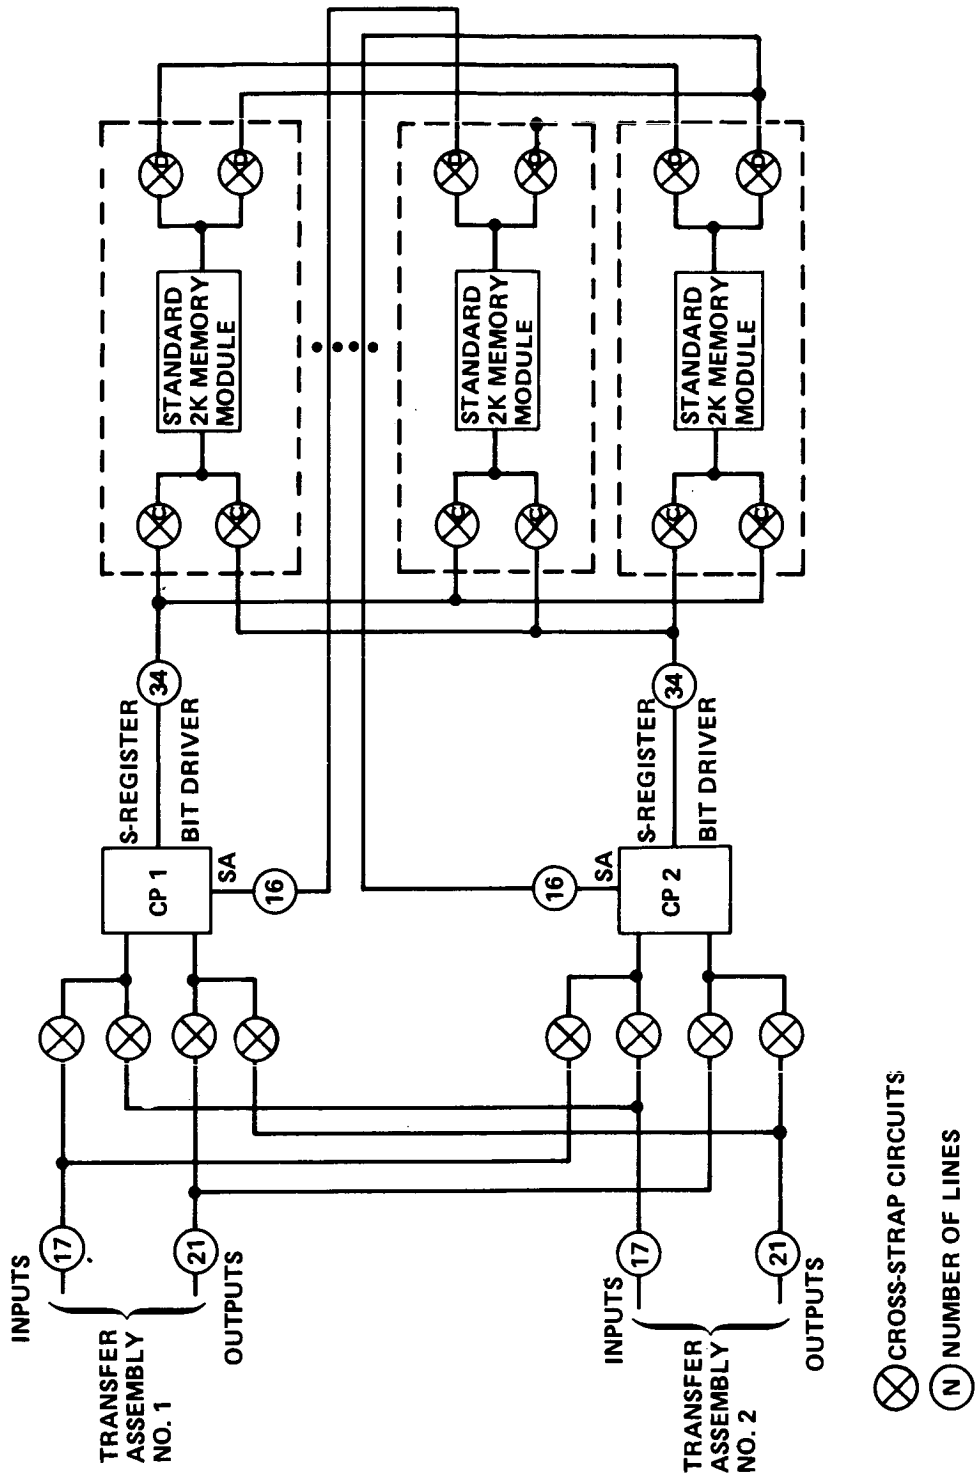 TRANSFER
ASSEMBLY
NO. 1
INPUTS
17
21
OUTPUTS
CP 1
S-REGISTER
34
BIT DRIVER
SA
16
STANDARD
2K MEMORY
MODULE
STANDARD
2K MEMORY
MODULE
STANDARD
2K MEMORY
MODULE
TRANSFER
ASSEMBLY
NO. 2
INPUTS
17
21
OUTPUTS
CP 2
S-REGISTER
34
BIT DRIVER
SA
16
C
C
C
C
C
C
D
D
D
D
D
D
CROSS-STRAP CIRCUITS
N NUMBER OF LINES